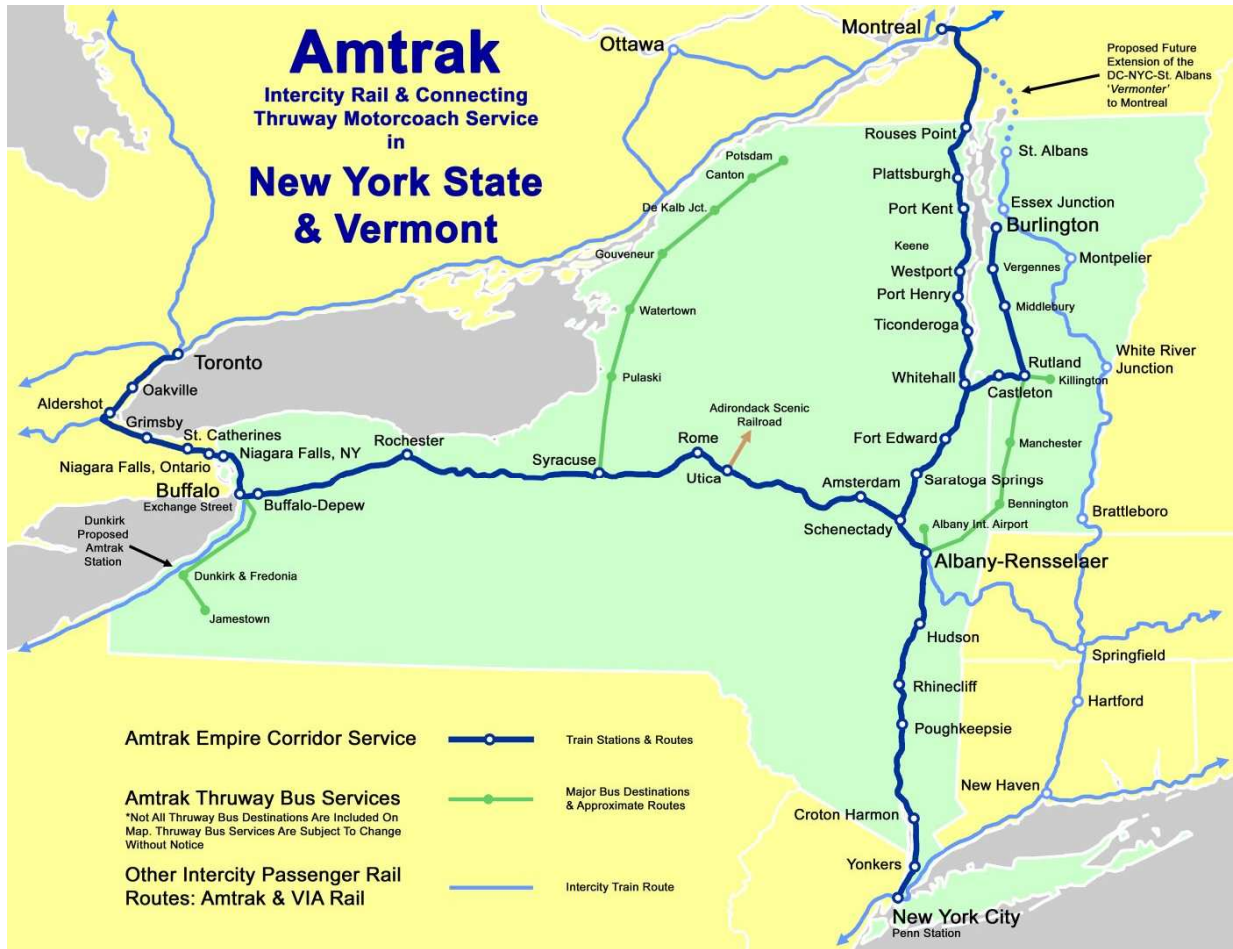 Amtrak
Intercity Rail & Connecting
Thruway Motorcoach Service
in
New York State
& Vermont
Ottawa
Montreal
Proposed Future
Extension of the
DC-NYC-St. Albans
'Vermonter'
to Montreal
Rouses Point
St. Albans
Potsdam
Canton
Plattsburgh
De Kalb Jct.
Port Kent
Essex Junction
Burlington
Keene
Gouveneur
Montpelier
Westport
Vergennes
Port Henry
Middlebury
Watertown
Ticonderoga
Toronto
White River
Junction
Rutland
Oakville
Pulaski
Whitehall
Castleton
Killington
Aldershot
Grimsby
Adirondack Scenic
Railroad
St. Catherines
Rochester
Rome
Fort Edward
Manchester
Niagara Falls, NY
Niagara Falls, Ontario
Syracuse
Utica
Saratoga Springs
Amsterdam
Buffalo
Exchange Street
Buffalo-Depew
Bennington
Brattleboro
Schenectady
Albany Int. Airport
Dunkirk
Proposed
Amtrak
Station
Albany-Rensselaer
Dunkirk & Fredonia
Jamestown
Hudson
Springfield
Rhinecliff
Hartford
Poughkeepsie
Amtrak Empire Corridor Service
Train Stations & Routes
New Haven
Amtrak Thruway Bus Services
*Not All Thruway Bus Destinations Are Included On
Map. Thruway Bus Services Are Subject To Change
Without Notice
Major Bus Destinations
& Approximate Routes
Croton Harmon
Yonkers
Other Intercity Passenger Rail
Routes: Amtrak & VIA Rail
Intercity Train Route
New York City
Penn Station